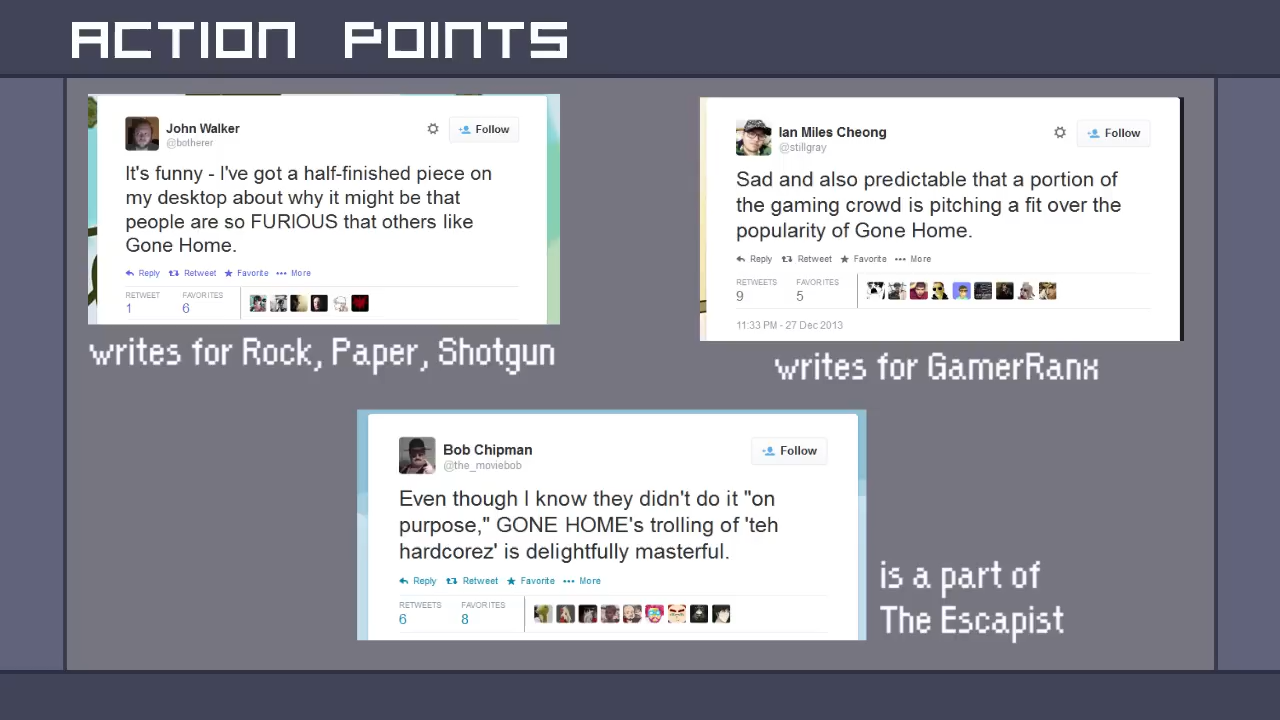 ACTION POINTS
John Walker
@botherer
Follow
It's funny - I've got a half-finished piece on
my desktop about why it might be that
people are so FURIOUS that others like
Gone Home.
Reply Retweet Favorite More
RETWEET FAVORITES
1 6
writes for Rock, Paper, Shotgun
Ian Miles Cheong
@stillgray
Follow
Sad and also predictable that a portion of
the gaming crowd is pitching a fit over the
popularity of Gone Home.
Reply Retweet Favorite More
RETWEETS FAVORITES
9 5
11:33 PM - 27 Dec 2013
writes for GamerRanx
Bob Chipman
@the_moviebob
Follow
Even though I know they didn't do it "on
purpose," GONE HOME's trolling of 'teh
hardcorez' is delightfully masterful.
Reply Retweet Favorite More
RETWEETS FAVORITES
6 8
is a part of
The Escapist